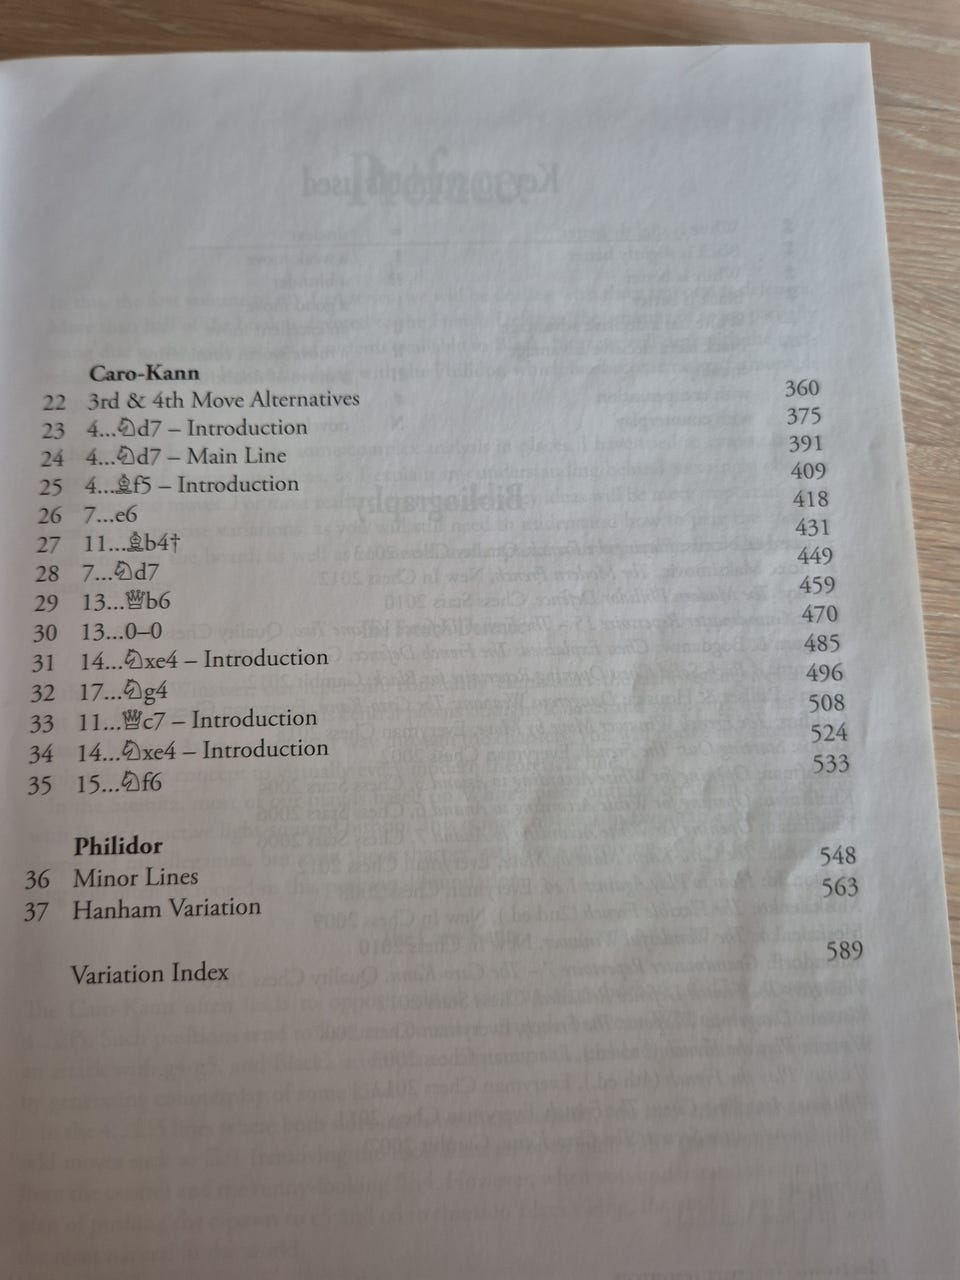 Caro-Kann
22 3rd & 4th Move Alternatives 360
23 4...♘d7 – Introduction 375
24 4...♘d7 – Main Line 391
25 4...♗f5 – Introduction 409
26 7...e6 418
27 11...♗b4† 431
28 7...♘d7 449
29 13...♕b6 459
30 13...0–0 470
31 14...♘xe4 – Introduction 485
32 17...♘g4 496
33 11...♕c7 – Introduction 508
34 14...♘xe4 – Introduction 524
35 15...♘f6 533
Philidor
36 Minor Lines 548
37 Hanham Variation 563
Variation Index 589